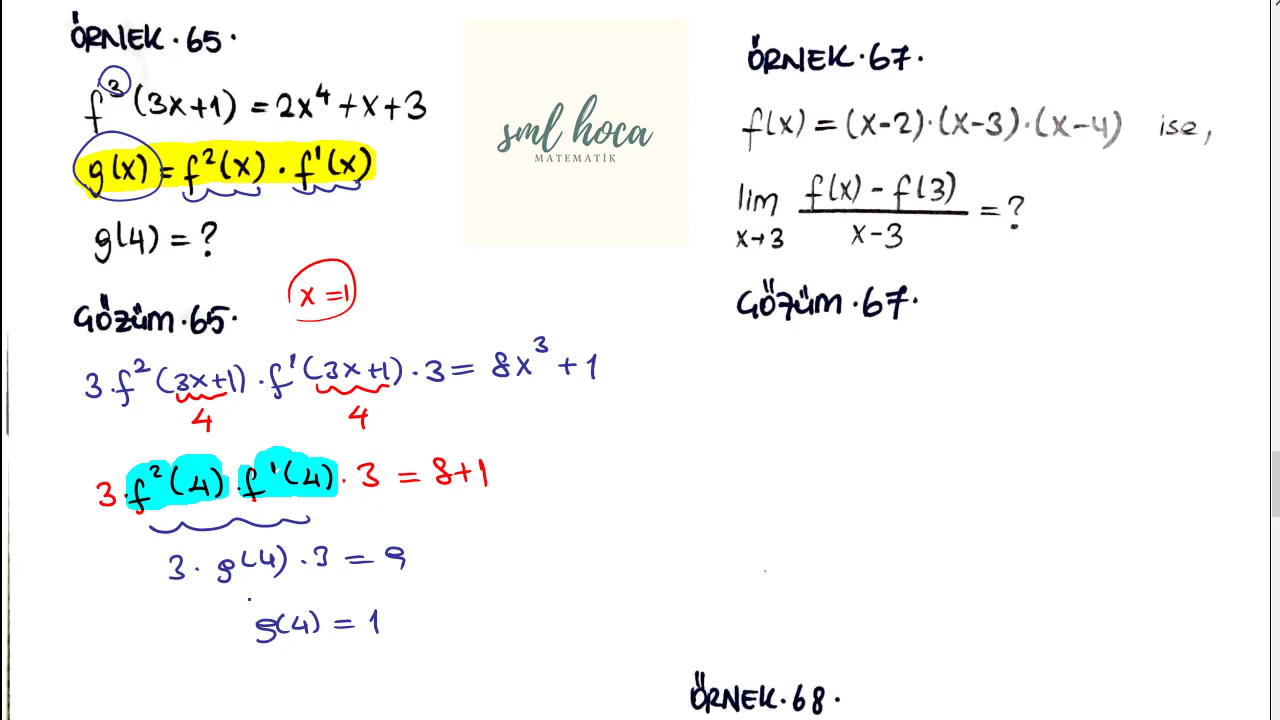 ÖRNEK.65.
f³(3x+1) = 2x⁴+x+3
g(x) = f²(x) · f'(x)
g(4) = ?
ÇÖZÜM.65.
x=1
3·f²(3x+1)·f'(3x+1)·3 = 8x³+1
4 4
3·f²(4)·f'(4)·3 = 8+1
3·g(4)·3 = 9
g(4) = 1
sml hoca
MATEMATİK
ÖRNEK.67.
f(x) = (x-2)·(x-3)·(x-4) ise,
lim x→3 (f(x) - f(3))/(x-3) = ?
ÇÖZÜM.67.
ÖRNEK.68.